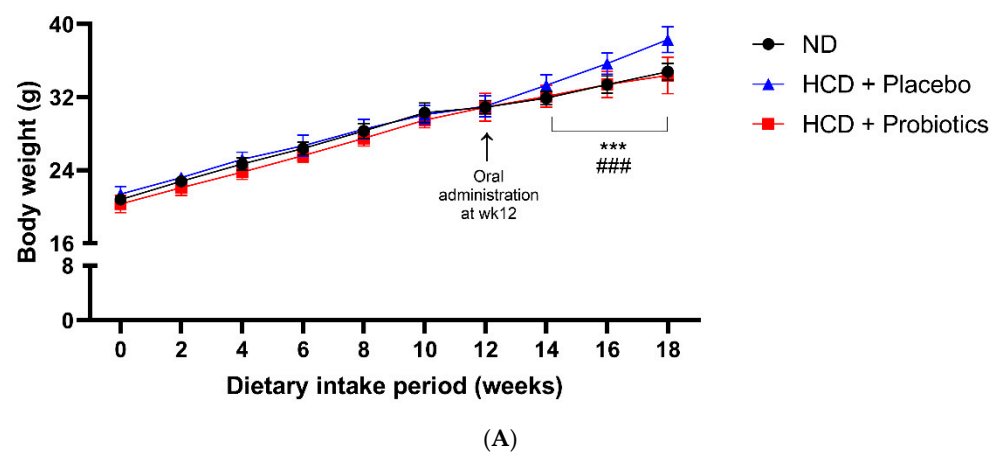 40
32
24
16
8
0
Body weight (g)
ND
HCD + Placebo
HCD + Probiotics
Oral
administration
at wk12
***
###
0 2 4 6 8 10 12 14 16 18
Dietary intake period (weeks)
(A)